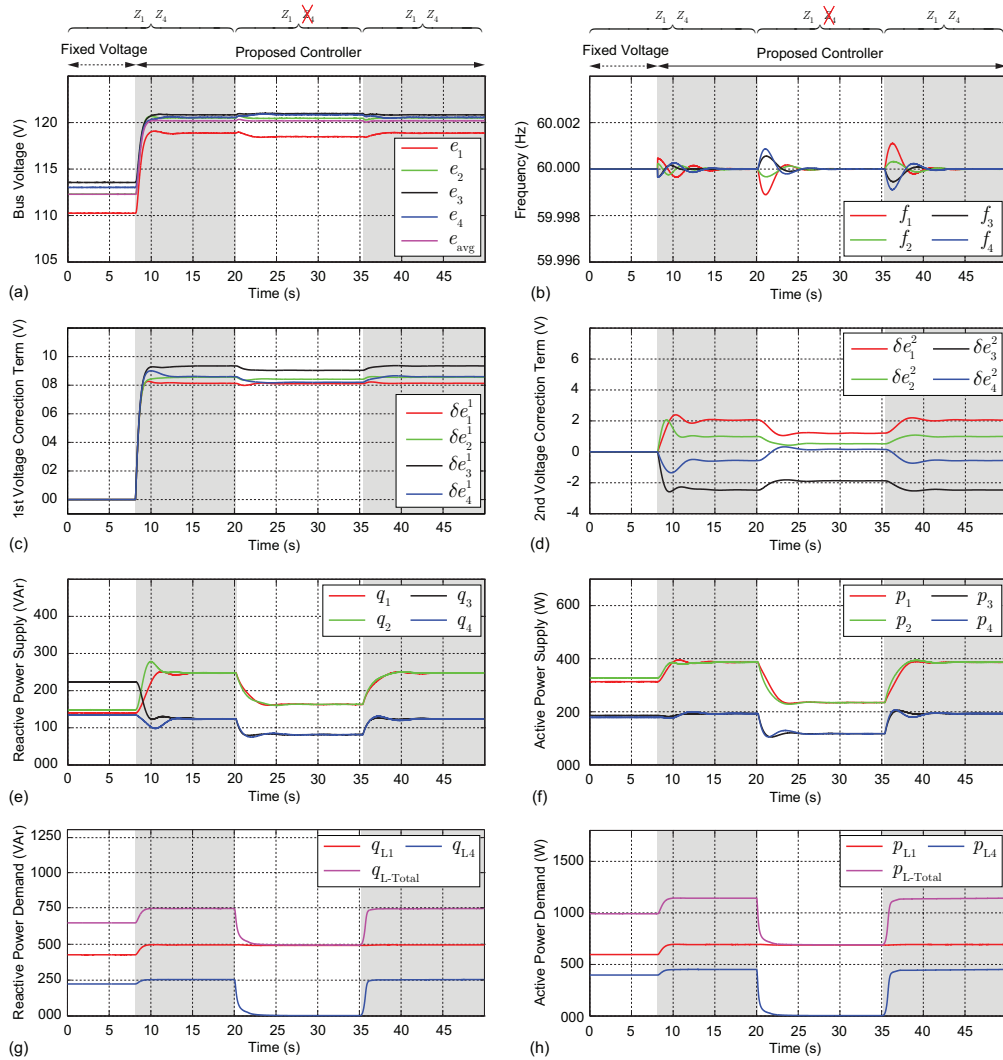 Z1 Z4 Z1 Z4 Z1 Z4
Fixed Voltage Proposed Controller
Bus Voltage (V)
120
115
110
105
e1
e2
e3
e4
eavg
0 5 10 15 20 25 30 35 40 45
(a) Time (s)
Z1 Z4 Z1 Z4 Z1 Z4
Fixed Voltage Proposed Controller
Frequency (Hz)
60.002
60.000
59.998
59.996
f1 f3
f2 f4
0 5 10 15 20 25 30 35 40 45
(b) Time (s)
1st Voltage Correction Term (V)
10
08
06
04
02
00
δe₁¹
δe₂¹
δe₃¹
δe₄¹
0 5 10 15 20 25 30 35 40 45
(c) Time (s)
2nd Voltage Correction Term (V)
6
4
2
0
-2
-4
δe₁² δe₃²
δe₂² δe₄²
0 5 10 15 20 25 30 35 40 45
(d) Time (s)
Reactive Power Supply (VAr)
400
300
200
100
000
q1 q3
q2 q4
0 5 10 15 20 25 30 35 40 45
(e) Time (s)
Active Power Supply (W)
600
400
200
000
p1 p3
p2 p4
0 5 10 15 20 25 30 35 40 45
(f) Time (s)
Reactive Power Demand (VAr)
1250
1000
750
500
250
000
qL1 qL4
qL-Total
0 5 10 15 20 25 30 35 40 45
(g) Time (s)
Active Power Demand (W)
1500
1000
500
000
pL1 pL4
pL-Total
0 5 10 15 20 25 30 35 40 45
(h) Time (s)